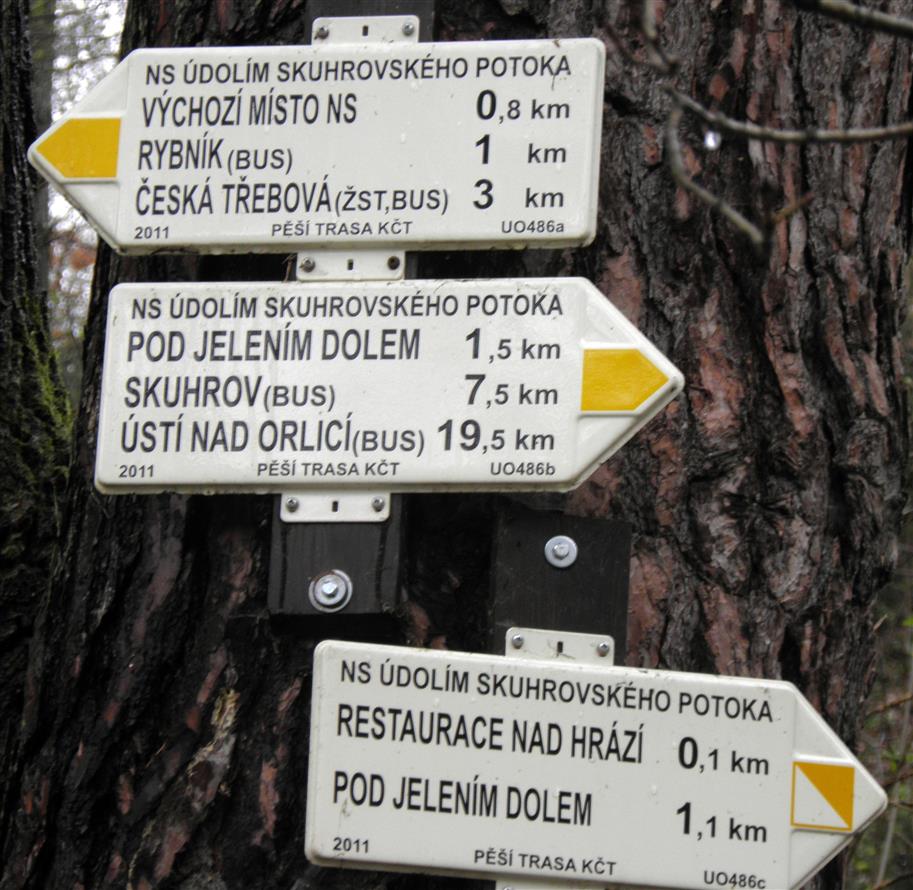 NS ÚDOLÍM SKUHROVSKÉHO POTOKA
VÝCHOZÍ MÍSTO NS 0,8 km
RYBNÍK (BUS) 1 km
ČESKÁ TŘEBOVÁ (ŽST,BUS) 3 km
2011 PĚŠÍ TRASA KČT UO486a
NS ÚDOLÍM SKUHROVSKÉHO POTOKA
POD JELENÍM DOLEM 1,5 km
SKUHROV (BUS) 7,5 km
ÚSTÍ NAD ORLICÍ (BUS) 19,5 km
2011 PĚŠÍ TRASA KČT UO486b
NS ÚDOLÍM SKUHROVSKÉHO POTOKA
RESTAURACE NAD HRÁZÍ 0,1 km
POD JELENÍM DOLEM 1,1 km
2011 PĚŠÍ TRASA KČT UO486c